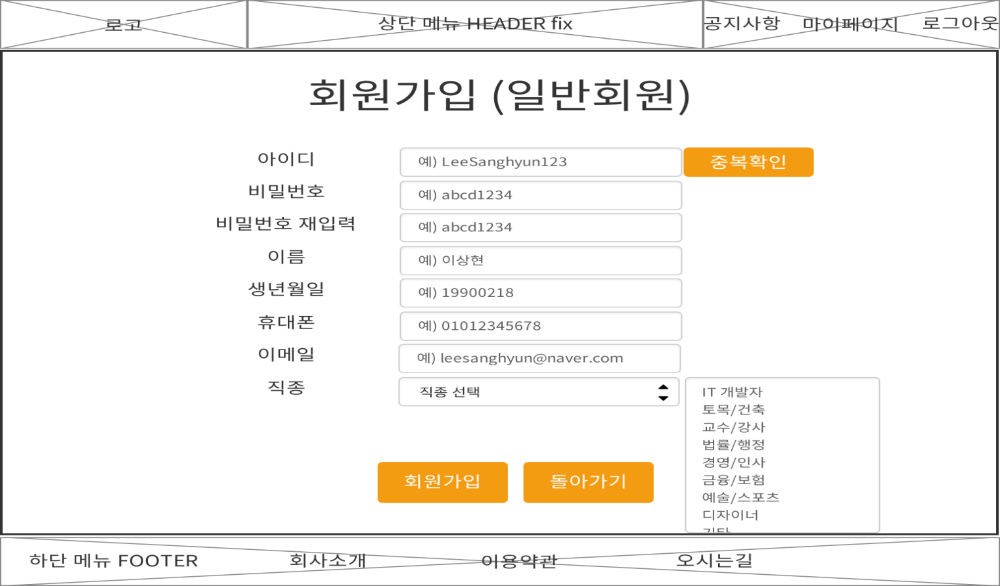 로고
상단 메뉴 HEADER fix
공지사항 마이페이지 로그아웃
회원가입 (일반회원)
아이디 예) LeeSanghyun123 중복확인
비밀번호 예) abcd1234
비밀번호 재입력 예) abcd1234
이름 예) 이상현
생년월일 예) 19900218
휴대폰 예) 01012345678
이메일 예) leesanghyun@naver.com
직종 직종 선택
IT 개발자
토목/건축
교수/강사
법률/행정
경영/인사
금융/보험
예술/스포츠
디자이너
기타
회원가입 돌아가기
하단 메뉴 FOOTER 회사소개 이용약관 오시는길